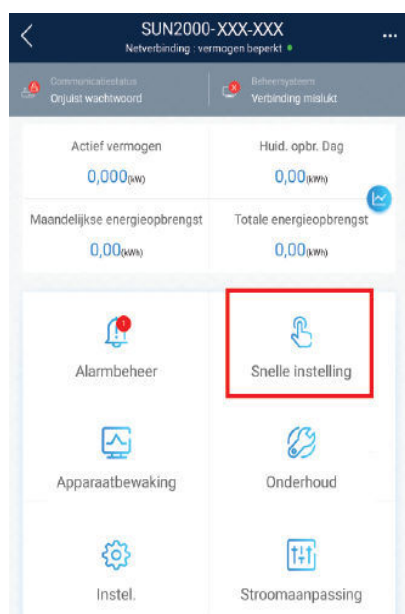 SUN2000-XXX-XXX
Netverbinding : vermogen beperkt
Communicatiestatus
Onjuist wachtwoord
Beheersysteem
Verbinding mislukt
Actief vermogen
0,000(kW)
Huid. opbr. Dag
0,00(kWh)
Maandelijkse energieopbrengst
0,00(kWh)
Totale energieopbrengst
0,00(kWh)
1
Alarmbeheer
Snelle instelling
Apparaatbewaking
Onderhoud
Instel.
Stroomaanpassing